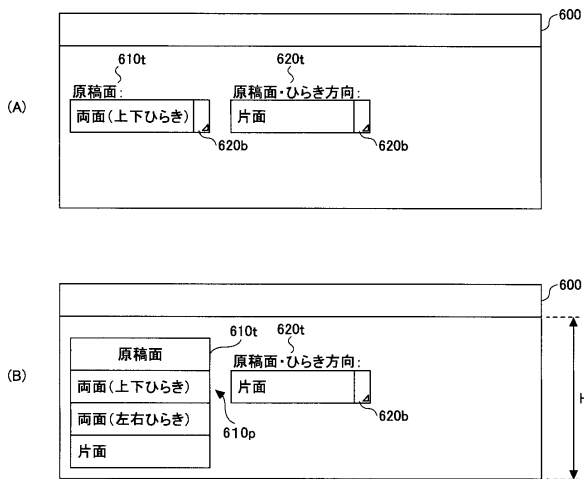 600
610t
620t
(A)
原稿面:
原稿面・ひらき方向:
両面(上下ひらき)
片面
620b
620b
600
(B)
610t
620t
原稿面
原稿面・ひらき方向:
両面(上下ひらき)
片面
両面(左右ひらき)
610p
620b
片面
H